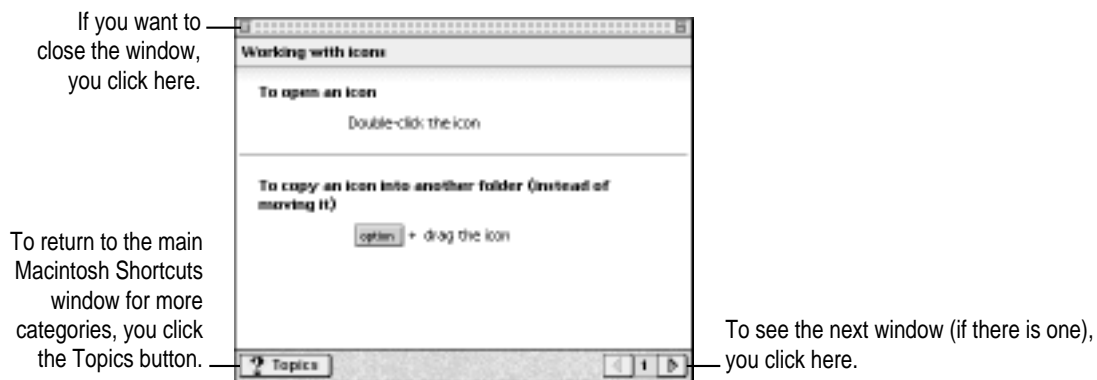 If you want to
close the window,
you click here.
Working with icons
To open an icon
Double-click the icon
To copy an icon into another folder (instead of
moving it)
option + drag the icon
To return to the main
Macintosh Shortcuts
window for more
categories, you click
the Topics button.
? Topics
1
To see the next window (if there is one),
you click here.